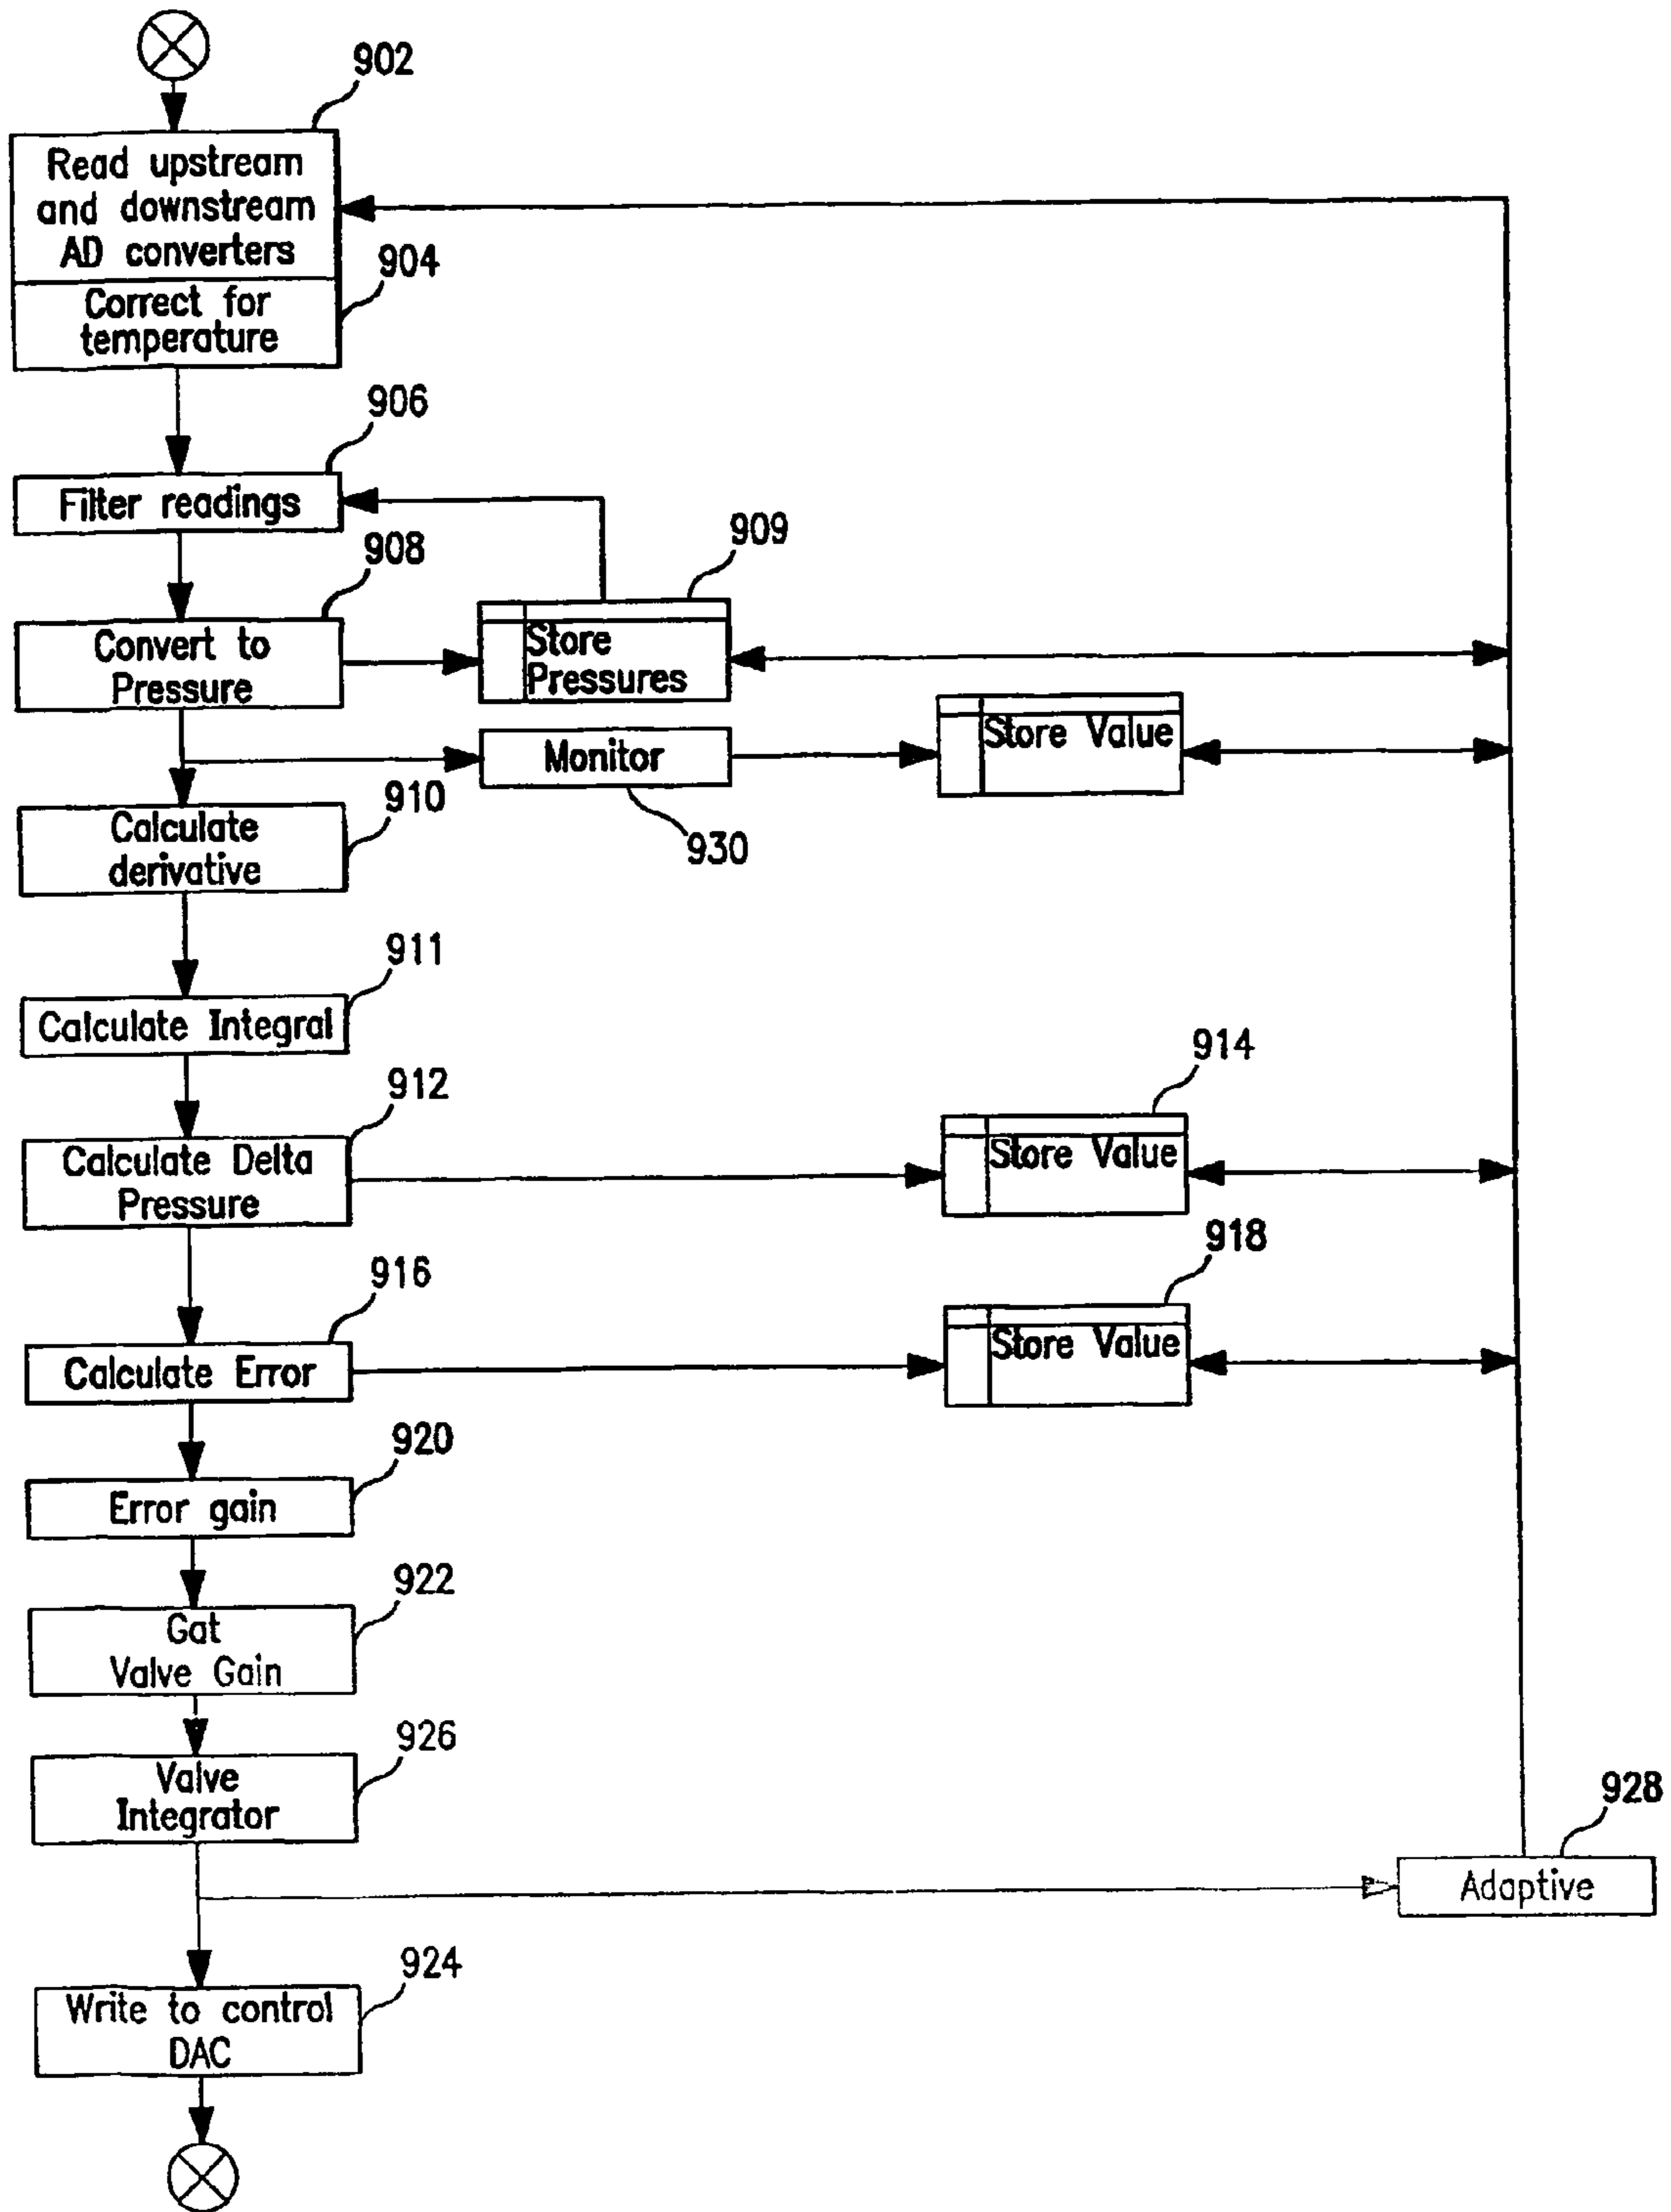 902
Read upstream
and downstream
AD converters
904
Correct for
temperature
906
Filter readings
908
909
Convert to
Pressure
Store
Pressures
Monitor
930
Store Value
910
Calculate
derivative
911
Calculate Integral
912
Calculate Delta
Pressure
914
Store Value
916
Calculate Error
918
Store Value
920
Error gain
922
Gat
Valve Gain
926
Valve
Integrator
928
Adaptive
924
Write to control
DAC